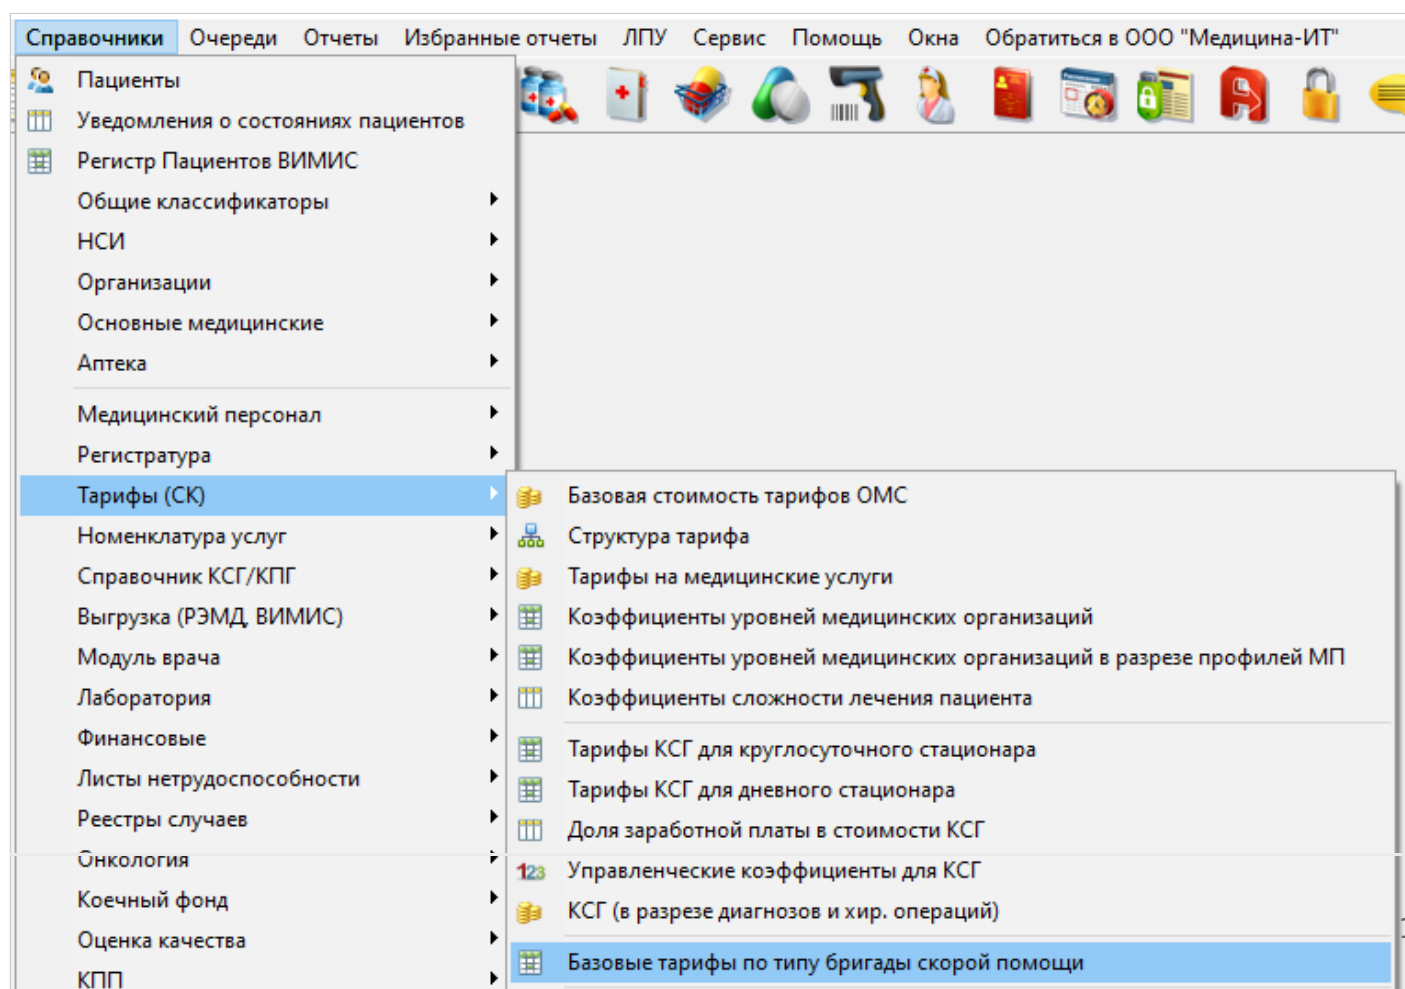 Справочники Очереди Отчеты Избранные отчеты ЛПУ Сервис Помощь Окна Обратиться в ООО "Медицина-ИТ"
Пациенты
Уведомления о состояниях пациентов
Регистр Пациентов ВИМИС
Общие классификаторы
НСИ
Организации
Основные медицинские
Аптека
Медицинский персонал
Регистратура
Тарифы (СК)
Номенклатура услуг
Справочник КСГ/КПГ
Выгрузка (РЭМД, ВИМИС)
Модуль врача
Лаборатория
Финансовые
Листы нетрудоспособности
Реестры случаев
Онкология
Коечный фонд
Оценка качества
КПП
Базовая стоимость тарифов ОМС
Структура тарифа
Тарифы на медицинские услуги
Коэффициенты уровней медицинских организаций
Коэффициенты уровней медицинских организаций в разрезе профилей МП
Коэффициенты сложности лечения пациента
Тарифы КСГ для круглосуточного стационара
Тарифы КСГ для дневного стационара
Доля заработной платы в стоимости КСГ
123 Управленческие коэффициенты для КСГ
КСГ (в разрезе диагнозов и хир. операций)
Базовые тарифы по типу бригады скорой помощи